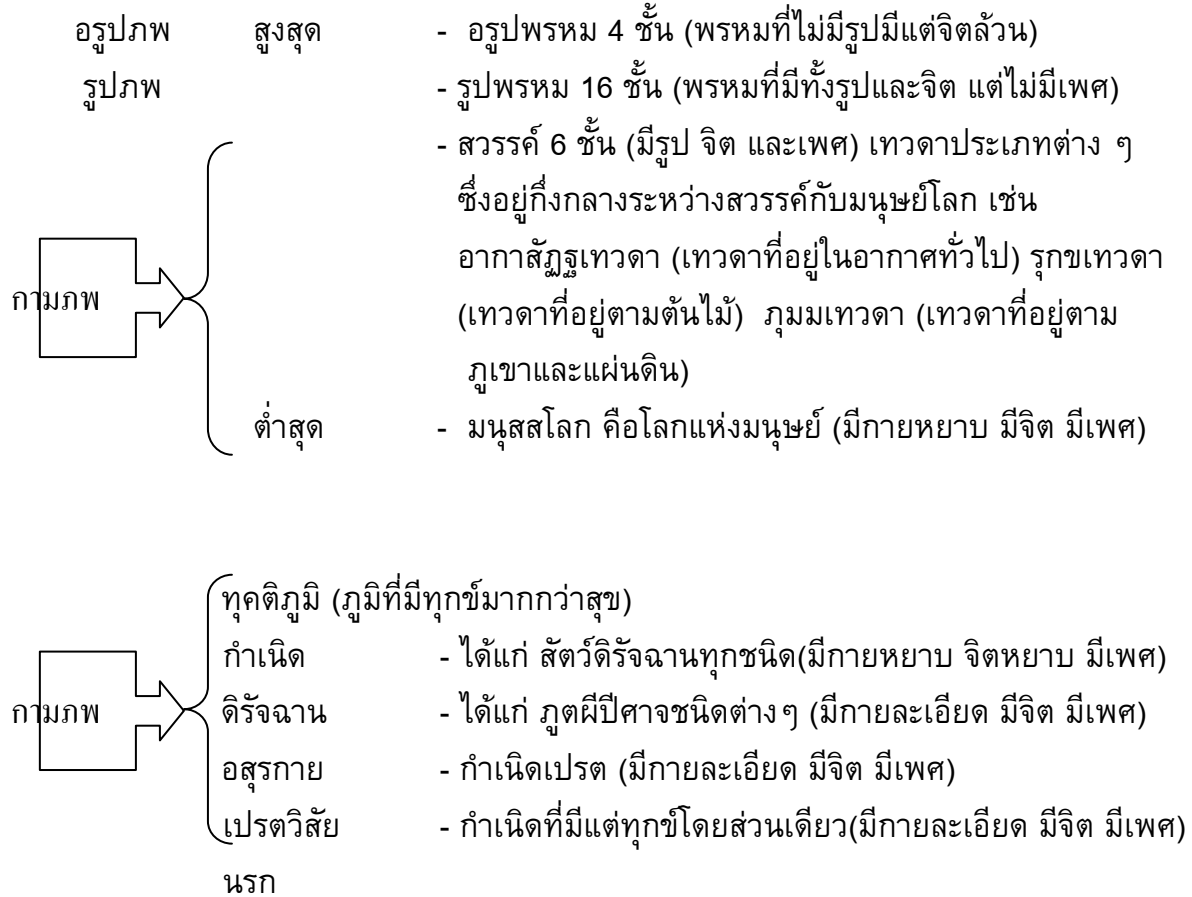 อรูปภพ สูงสุด - อรูปพรหม 4 ชั้น (พรหมที่ไม่มีรูปมีแต่จิตล้วน)
รูปภพ - รูปพรหม 16 ชั้น (พรหมที่มีทั้งรูปและจิต แต่ไม่มีเพศ)
- สวรรค์ 6 ชั้น (มีรูป จิต และเพศ) เทวดาประเภทต่าง ๆ
ซึ่งอยู่กึ่งกลางระหว่างสวรรค์กับมนุษย์โลก เช่น
อากาสัฏฐเทวดา (เทวดาที่อยู่ในอากาศทั่วไป) รุกขเทวดา
กามภพ (เทวดาที่อยู่ตามต้นไม้) ภุมมเทวดา (เทวดาที่อยู่ตาม
ภูเขาและแผ่นดิน)
ต่ำสุด - มนุสสโลก คือโลกแห่งมนุษย์ (มีกายหยาบ มีจิต มีเพศ)
ทุคติภูมิ (ภูมิที่มีทุกข์มากกว่าสุข)
กำเนิด - ได้แก่ สัตว์ดิรัจฉานทุกชนิด(มีกายหยาบ จิตหยาบ มีเพศ)
กามภพ ดิรัจฉาน - ได้แก่ ภูตผีปีศาจชนิดต่างๆ (มีกายละเอียด มีจิต มีเพศ)
อสุรกาย - กำเนิดเปรต (มีกายละเอียด มีจิต มีเพศ)
เปรตวิสัย - กำเนิดที่มีแต่ทุกข์โดยส่วนเดียว(มีกายละเอียด มีจิต มีเพศ)
นรก